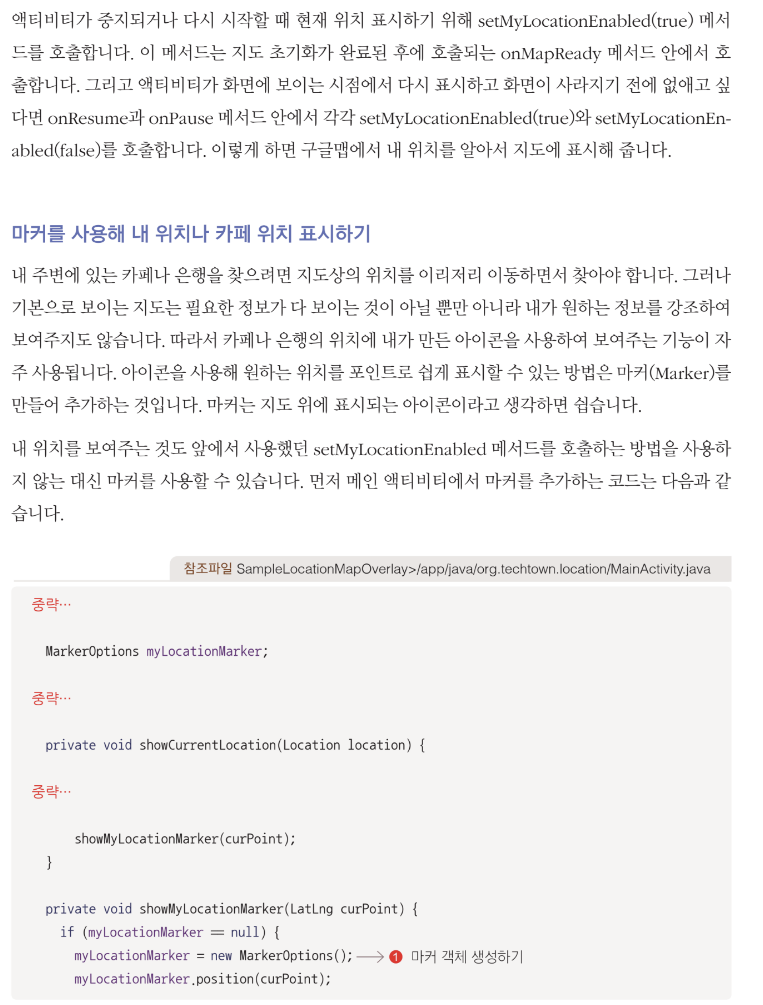 액티비티가 중지되거나 다시 시작할 때 현재 위치 표시하기 위해 setMyLocationEnabled(true) 메서
드를 호출합니다. 이 메서드는 지도 초기화가 완료된 후에 호출되는 onMapReady 메서드 안에서 호
출합니다. 그리고 액티비티가 화면에 보이는 시점에서 다시 표시하고 화면이 사라지기 전에 없애고 싶
다면 onResume과 onPause 메서드 안에서 각각 setMyLocationEnabled(true)와 setMyLocationEn-
abled(false)를 호출합니다. 이렇게 하면 구글맵에서 내 위치를 알아서 지도에 표시해 줍니다.
마커를 사용해 내 위치나 카페 위치 표시하기
내 주변에 있는 카페나 은행을 찾으려면 지도상의 위치를 이리저리 이동하면서 찾아야 합니다. 그러나
기본으로 보이는 지도는 필요한 정보가 다 보이는 것이 아닐 뿐만 아니라 내가 원하는 정보를 강조하여
보여주지도 않습니다. 따라서 카페나 은행의 위치에 내가 만든 아이콘을 사용하여 보여주는 기능이 자
주 사용됩니다. 아이콘을 사용해 원하는 위치를 포인트로 쉽게 표시할 수 있는 방법은 마커(Marker)를
만들어 추가하는 것입니다. 마커는 지도 위에 표시되는 아이콘이라고 생각하면 쉽습니다.
내 위치를 보여주는 것도 앞에서 사용했던 setMyLocationEnabled 메서드를 호출하는 방법을 사용하
지 않는 대신 마커를 사용할 수 있습니다. 먼저 메인 액티비티에서 마커를 추가하는 코드는 다음과 같
습니다.
참조파일 SampleLocationMapOverlay>/app/java/org.techtown.location/MainActivity.java
중략…
MarkerOptions myLocationMarker;
중략…
private void showCurrentLocation(Location location) {
중략…
showMyLocationMarker(curPoint);
}
private void showMyLocationMarker(LatLng curPoint) {
if (myLocationMarker == null) {
myLocationMarker = new MarkerOptions(); → 1 마커 객체 생성하기
myLocationMarker.position(curPoint);